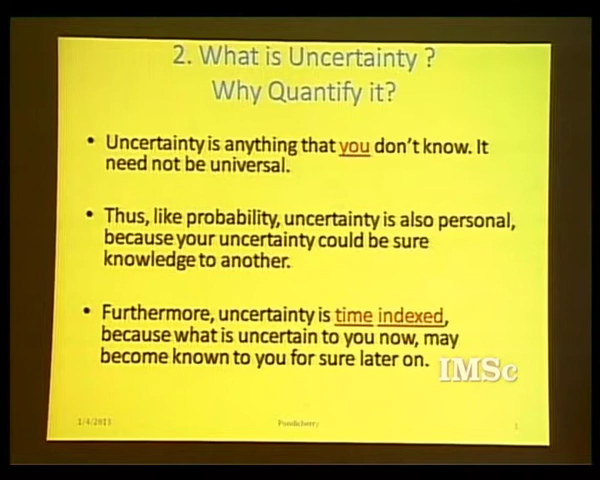 2. What is Uncertainty ?
Why Quantify it?
• Uncertainty is anything that you don't know. It
need not be universal.
• Thus, like probability, uncertainty is also personal,
because your uncertainty could be sure
knowledge to another.
• Furthermore, uncertainty is time indexed,
because what is uncertain to you now, may
become known to you for sure later on.
IMSc
Pondicherry